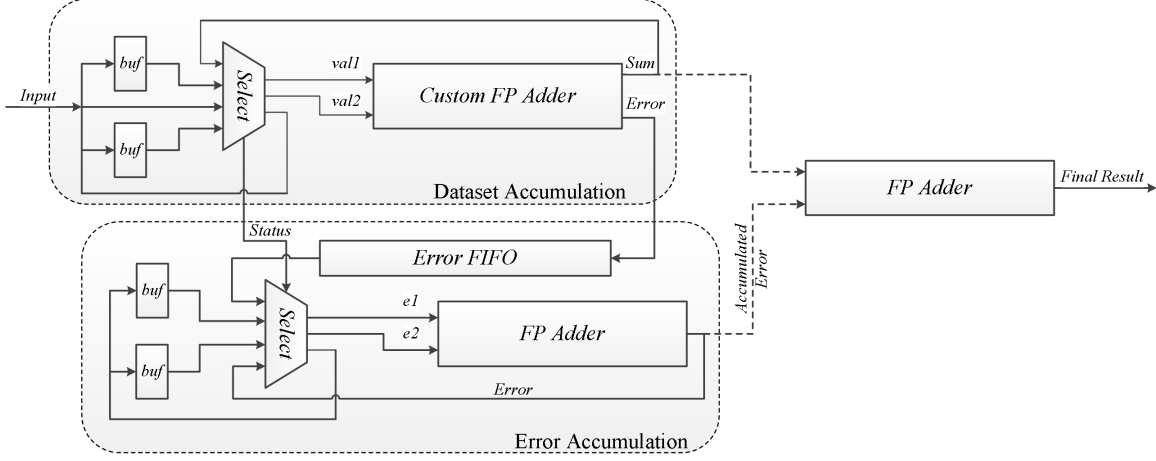 buf
Select
val1
Sum
Custom FP Adder
Input
val2
Error
buf
Dataset Accumulation
FP Adder
Final Result
Status
Error FIFO
Accumulated
Error
buf
Select
e1
e2
FP Adder
buf
Error
Error Accumulation